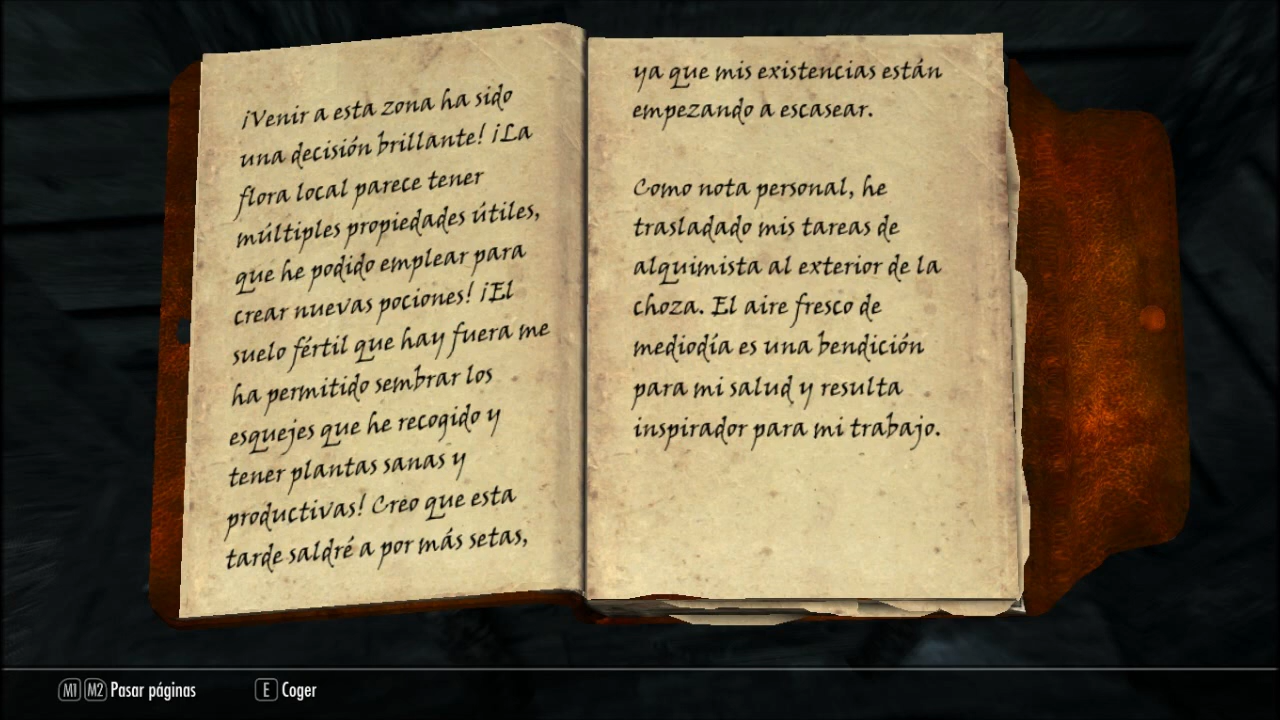 ¡Venir a esta zona ha sido
una decisión brillante! ¡La
flora local parece tener
múltiples propiedades útiles,
que he podido emplear para
crear nuevas pociones! ¡El
suelo fértil que hay fuera me
ha permitido sembrar los
esquejes que he recogido y
tener plantas sanas y
productivas! Creo que esta
tarde saldré a por más setas,
ya que mis existencias están
empezando a escasear.
Como nota personal, he
trasladado mis tareas de
alquimista al exterior de la
choza. El aire fresco de
mediodía es una bendición
para mi salud y resulta
inspirador para mi trabajo.
M1 M2 Pasar páginas E Coger